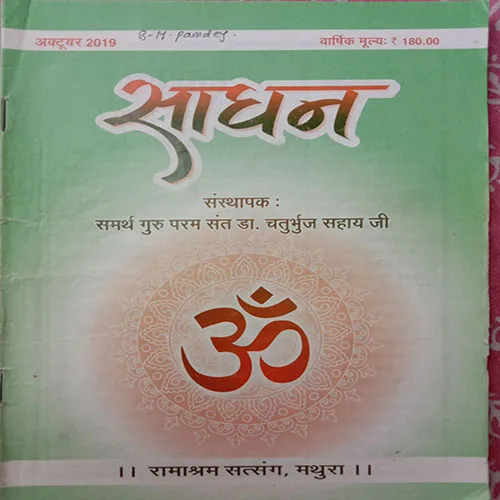 अक्टूबर 2019 B-M-pandey. वार्षिक मूल्य: ₹ 180.00
साधन
संस्थापक :
समर्थ गुरु परम संत डा. चतुर्भुज सहाय जी
ॐ
।। रामाश्रम सत्संग, मथुरा ।।